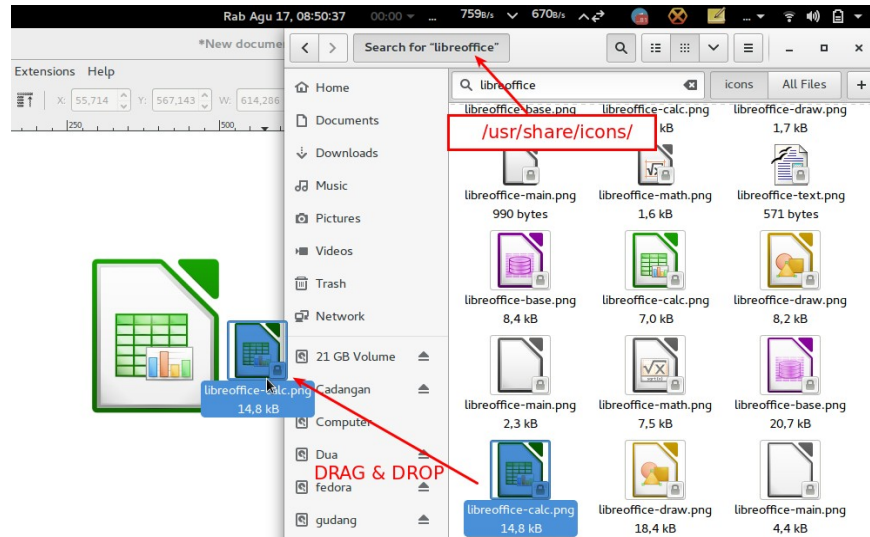 Rab Agu 17, 08:50:37 00:00 ... 759B/s 670B/s ...
*New docume
Extensions Help
X: 55,714 Y: 567,143 W: 614,286
250 500
Search for "libreoffice"
Home
Documents
Downloads
Music
Pictures
Videos
Trash
Network
21 GB Volume
Cadangan
Computer
Dua
fedora
gudang
libreoffice icons All Files +
libreoffice-base.png libreoffice-calc.png libreoffice-draw.png
kB 1,7 kB
/usr/share/icons/
libreoffice-main.png libreoffice-math.png libreoffice-text.png
990 bytes 1,6 kB 571 bytes
libreoffice-base.png libreoffice-calc.png libreoffice-draw.png
8,4 kB 7,0 kB 8,2 kB
libreoffice-main.png libreoffice-math.png libreoffice-base.png
2,3 kB 7,5 kB 20,7 kB
libreoffice-calc.png libreoffice-draw.png libreoffice-main.png
14,8 kB 18,4 kB 4,4 kB
libreoffice-calc.png
14,8 kB
DRAG & DROP